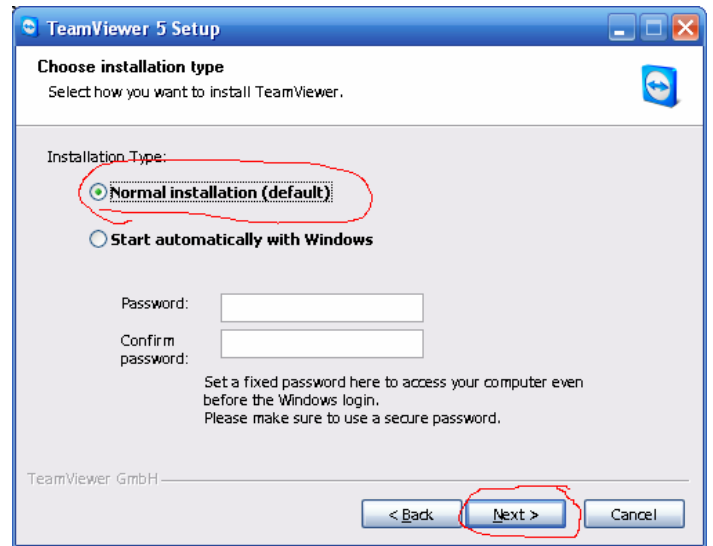 TeamViewer 5 Setup
Choose installation type
Select how you want to install TeamViewer.
Installation Type:
Normal installation (default)
Start automatically with Windows
Password:
Confirm
password:
Set a fixed password here to access your computer even
before the Windows login.
Please make sure to use a secure password.
TeamViewer GmbH
< Back Next > Cancel